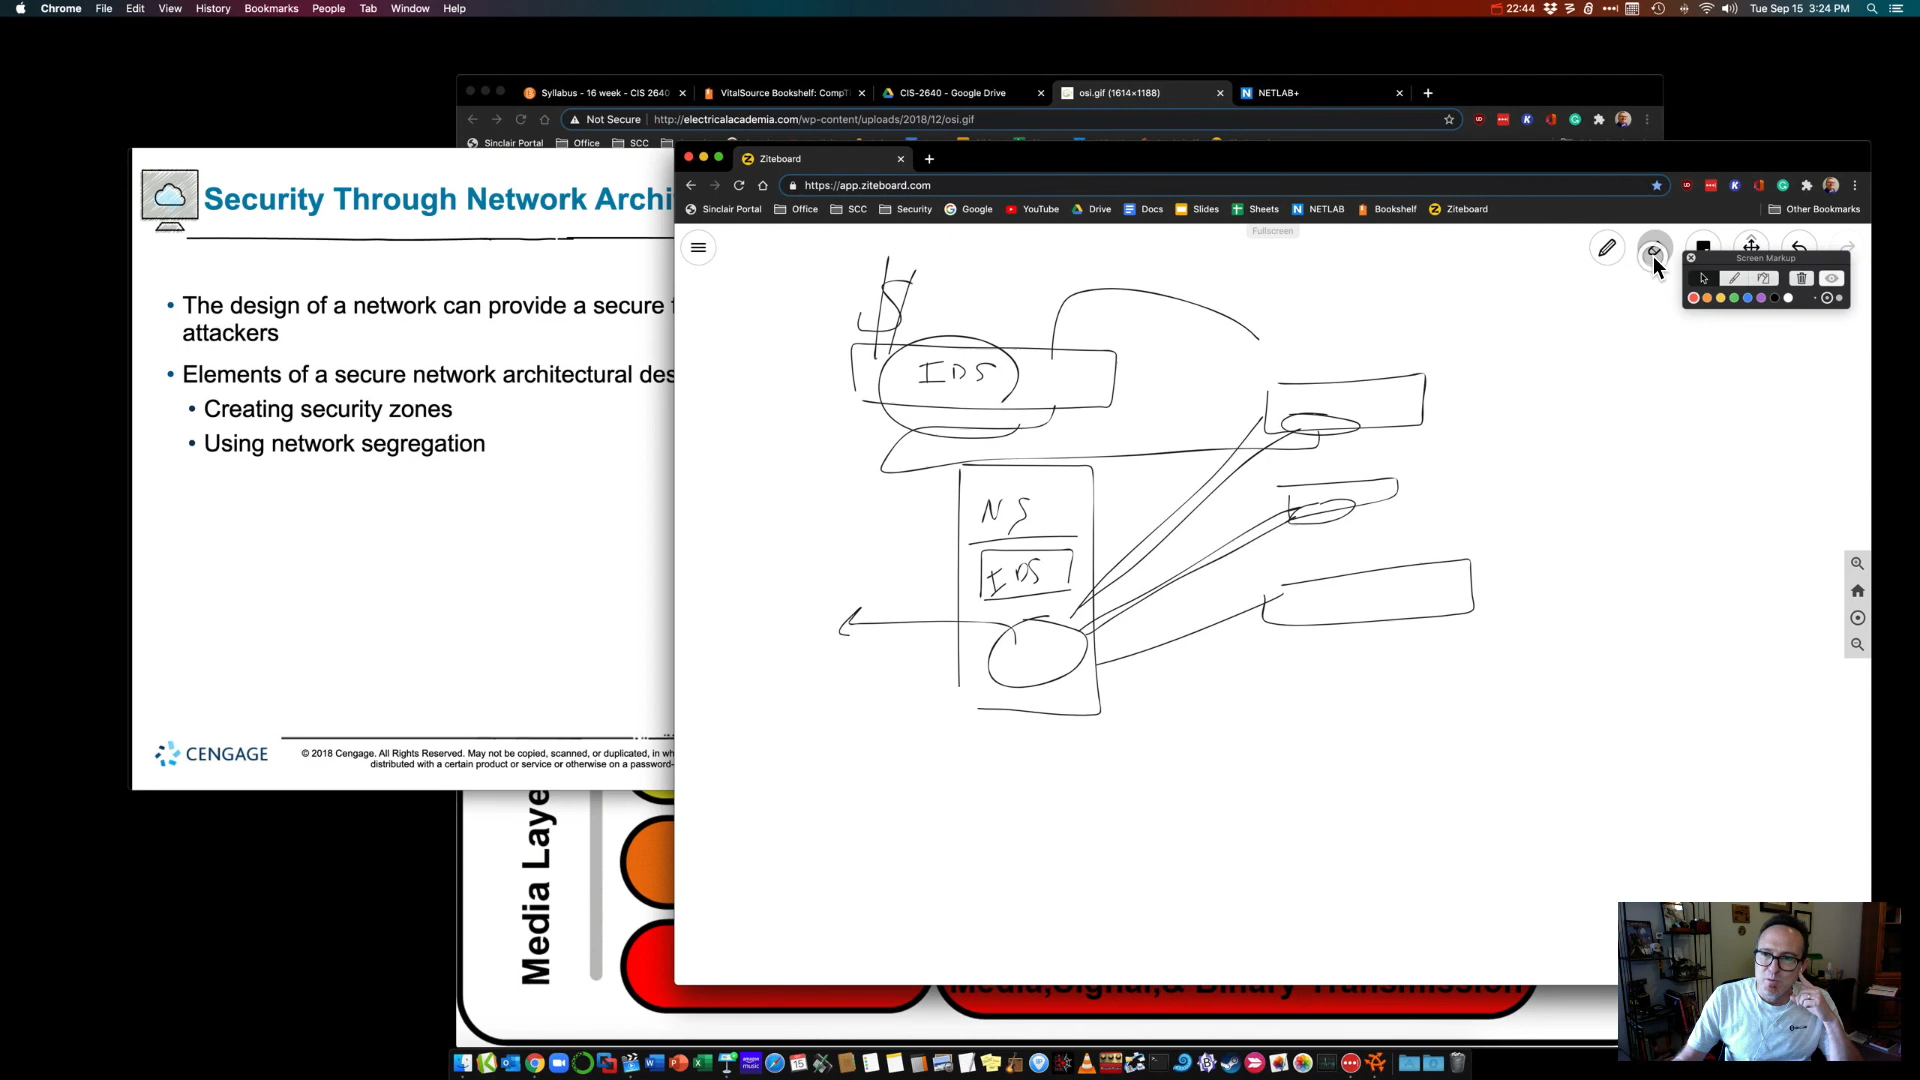 Chrome File Edit View History Bookmarks People Tab Window Help
22:44
Tue Sep 15 3:24 PM
Syllabus - 16 week - CIS 2640
VitalSource Bookshelf: CompT
CIS-2640 - Google Drive
osi.gif (1614×1188)
NETLAB+
Not Secure | http://electricalacademia.com/wp-content/uploads/2018/12/osi.gif
Sinclair Portal Office SCC
Ziteboard
https://app.ziteboard.com
Sinclair Portal Office SCC Security Google YouTube Drive Docs Slides Sheets NETLAB Bookshelf Ziteboard Other Bookmarks
Fullscreen
Screen Markup
Security Through Network Archi
• The design of a network can provide a secure f
attackers
• Elements of a secure network architectural des
• Creating security zones
• Using network segregation
CENGAGE
© 2018 Cengage. All Rights Reserved. May not be copied, scanned, or duplicated, in wh
distributed with a certain product or service or otherwise on a password-
$
IDS
NS
IDS
Media Laye
Media,Signal,& Binary Transmission